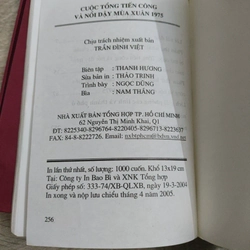 CUỘC TỔNG TIẾN CÔNG
VÀ NỔI DẬY MÙA XUÂN 1975
Chịu trách nhiệm xuất bản
TRẦN ĐÌNH VIỆT
Biên tập : THANH HƯƠNG
Sửa bản in : THẢO TRINH
Trình bày : NGỌC DŨNG
Bìa : NAM THẮNG
NHÀ XUẤT BẢN TỔNG HỢP TP. HỒ CHÍ MINH
62 Nguyễn Thị Minh Khai, Q1
ĐT: 8225340-8296764-8220405-8296713-8223637
FAX: 84-8-8222726. Email:
In lần thứ nhất, số lượng: 1000 cuốn, Khổ 13x19 cm
Tại: Công ty In Bao Bì và XNK Tổng hợp
Giấy phép số: 333-74/XB-QLXB, ngày 19-3-2004
In xong và nộp lưu chiểu tháng 4 năm 2005.
256